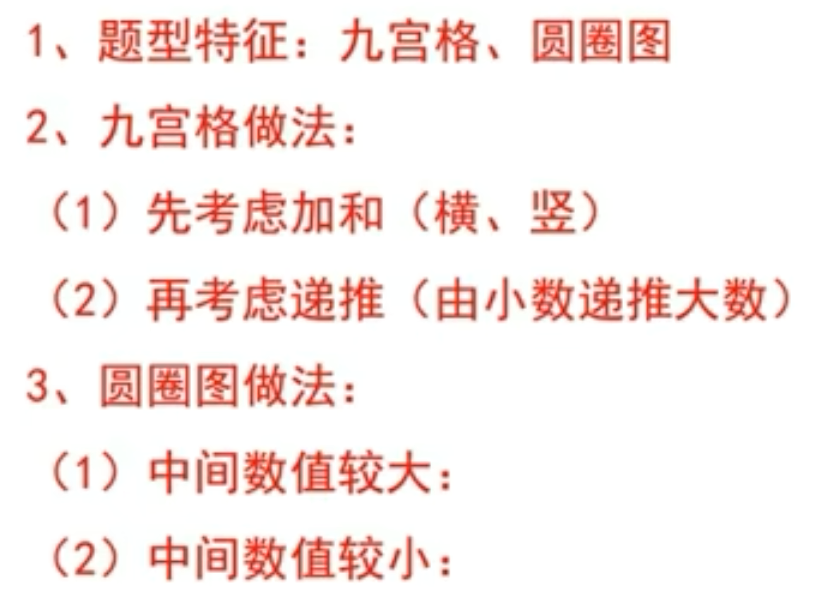 1、题型特征：九宫格、圆圈图
2、九宫格做法：
（1）先考虑加和（横、竖）
（2）再考虑递推（由小数递推大数）
3、圆圈图做法：
（1）中间数值较大：
（2）中间数值较小：